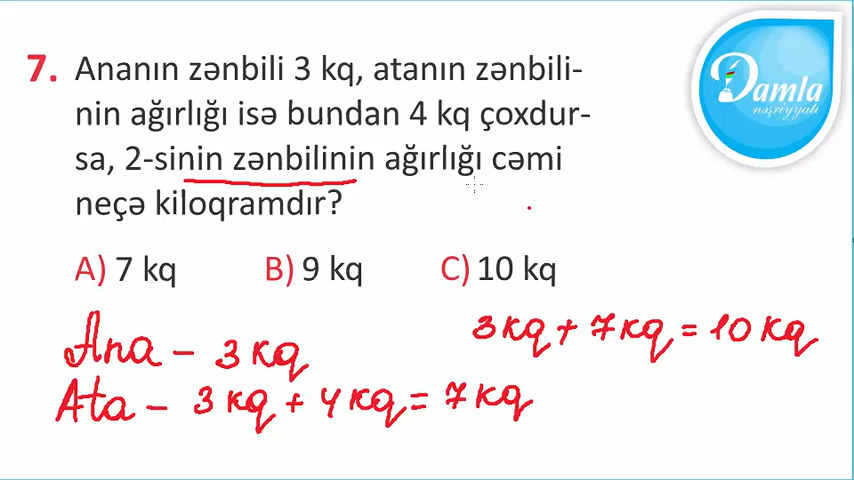 7. Ananın zənbili 3 kq, atanın zənbili-
nin ağırlığı isə bundan 4 kq çoxdur-
sa, 2-sinin zənbilinin ağırlığı cəmi
neçə kiloqramdır?
A) 7 kq B) 9 kq C) 10 kq
Damla
nəşriyyatı
Ana – 3 kq
3 kq + 7 kq = 10 kq
Ata – 3 kq + 4 kq = 7 kq